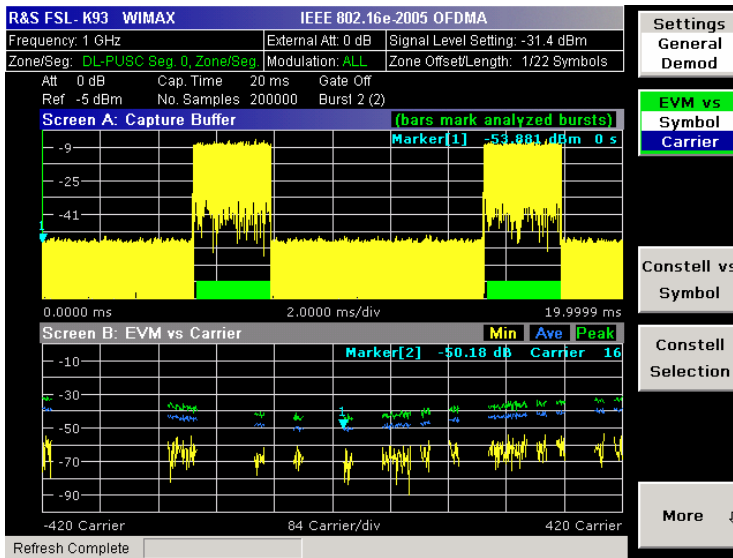 R&S FSL- K93 WIMAX IEEE 802.16e-2005 OFDMA
Frequency: 1 GHz External Att: 0 dB Signal Level Setting: -31.4 dBm
Zone/Seg: DL-PUSC Seg. 0, Zone/Seg. Modulation: ALL Zone Offset/Length: 1/22 Symbols
Att 0 dB Cap. Time 20 ms Gate Off
Ref -5 dBm No. Samples 200000 Burst 2 (2)
Screen A: Capture Buffer (bars mark analyzed bursts)
Marker[1] -53.881 dBm 0 s
-9
-25
-41
1
0.0000 ms 2.0000 ms/div 19.9999 ms
Screen B: EVM vs Carrier Min Ave Peak
Marker[2] -50.18 dB Carrier 16
-10
-30
1
-50
-70
-90
-420 Carrier 84 Carrier/div 420 Carrier
Refresh Complete
Settings
General
Demod
EVM vs
Symbol
Carrier
Constell vs
Symbol
Constell
Selection
More